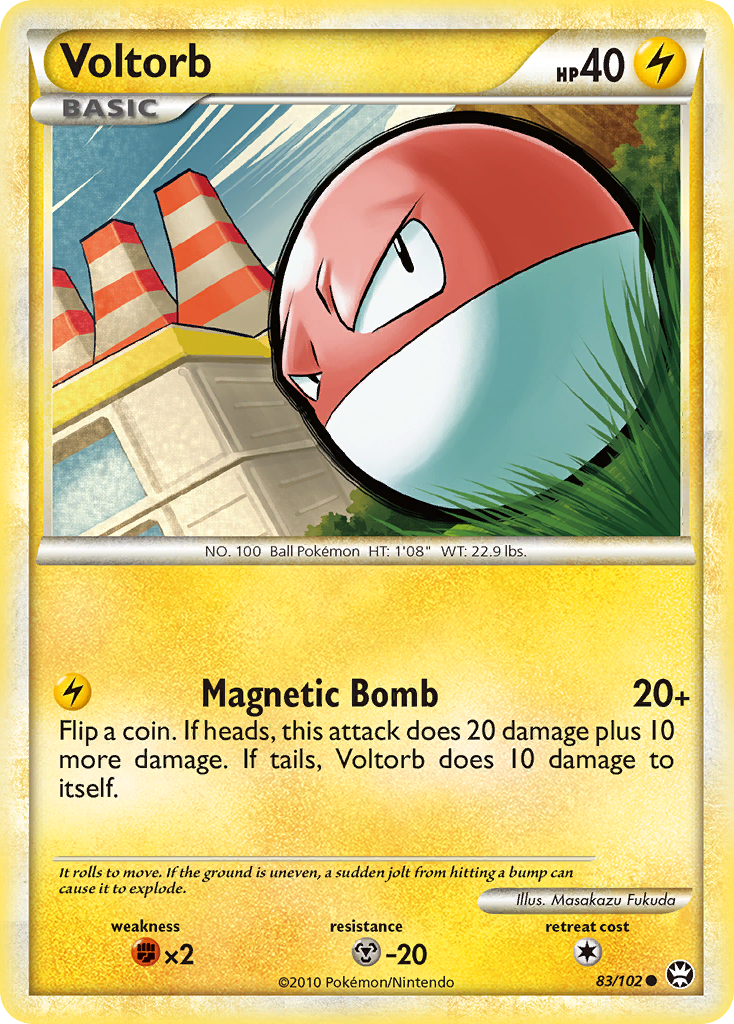 Voltorb
HP 40
BASIC
NO. 100 Ball Pokémon HT: 1'08" WT: 22.9 lbs.
Magnetic Bomb 20+
Flip a coin. If heads, this attack does 20 damage plus 10
more damage. If tails, Voltorb does 10 damage to
itself.
It rolls to move. If the ground is uneven, a sudden jolt from hitting a bump can
cause it to explode.
Illus. Masakazu Fukuda
weakness resistance retreat cost
×2 -20
©2010 Pokémon/Nintendo 83/102